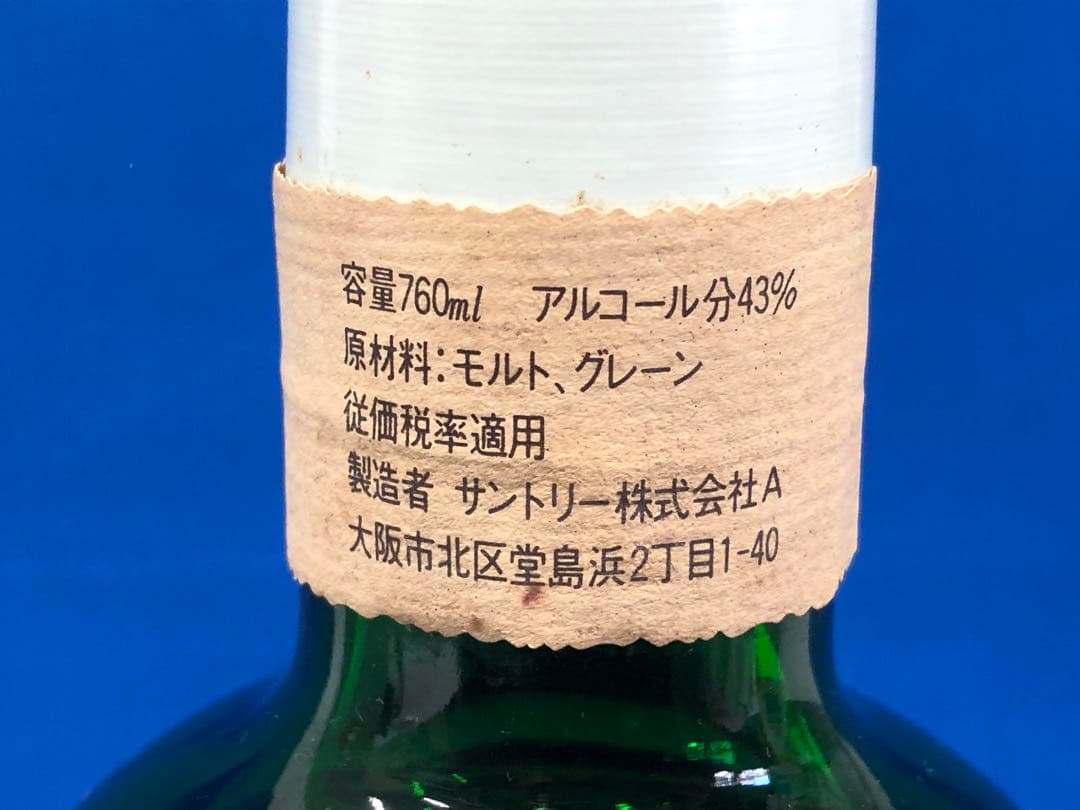 容量760ml アルコール分43%
原材料:モルト、グレーン
従価税率適用
製造者 サントリー株式会社A
大阪市北区堂島浜2丁目1-40